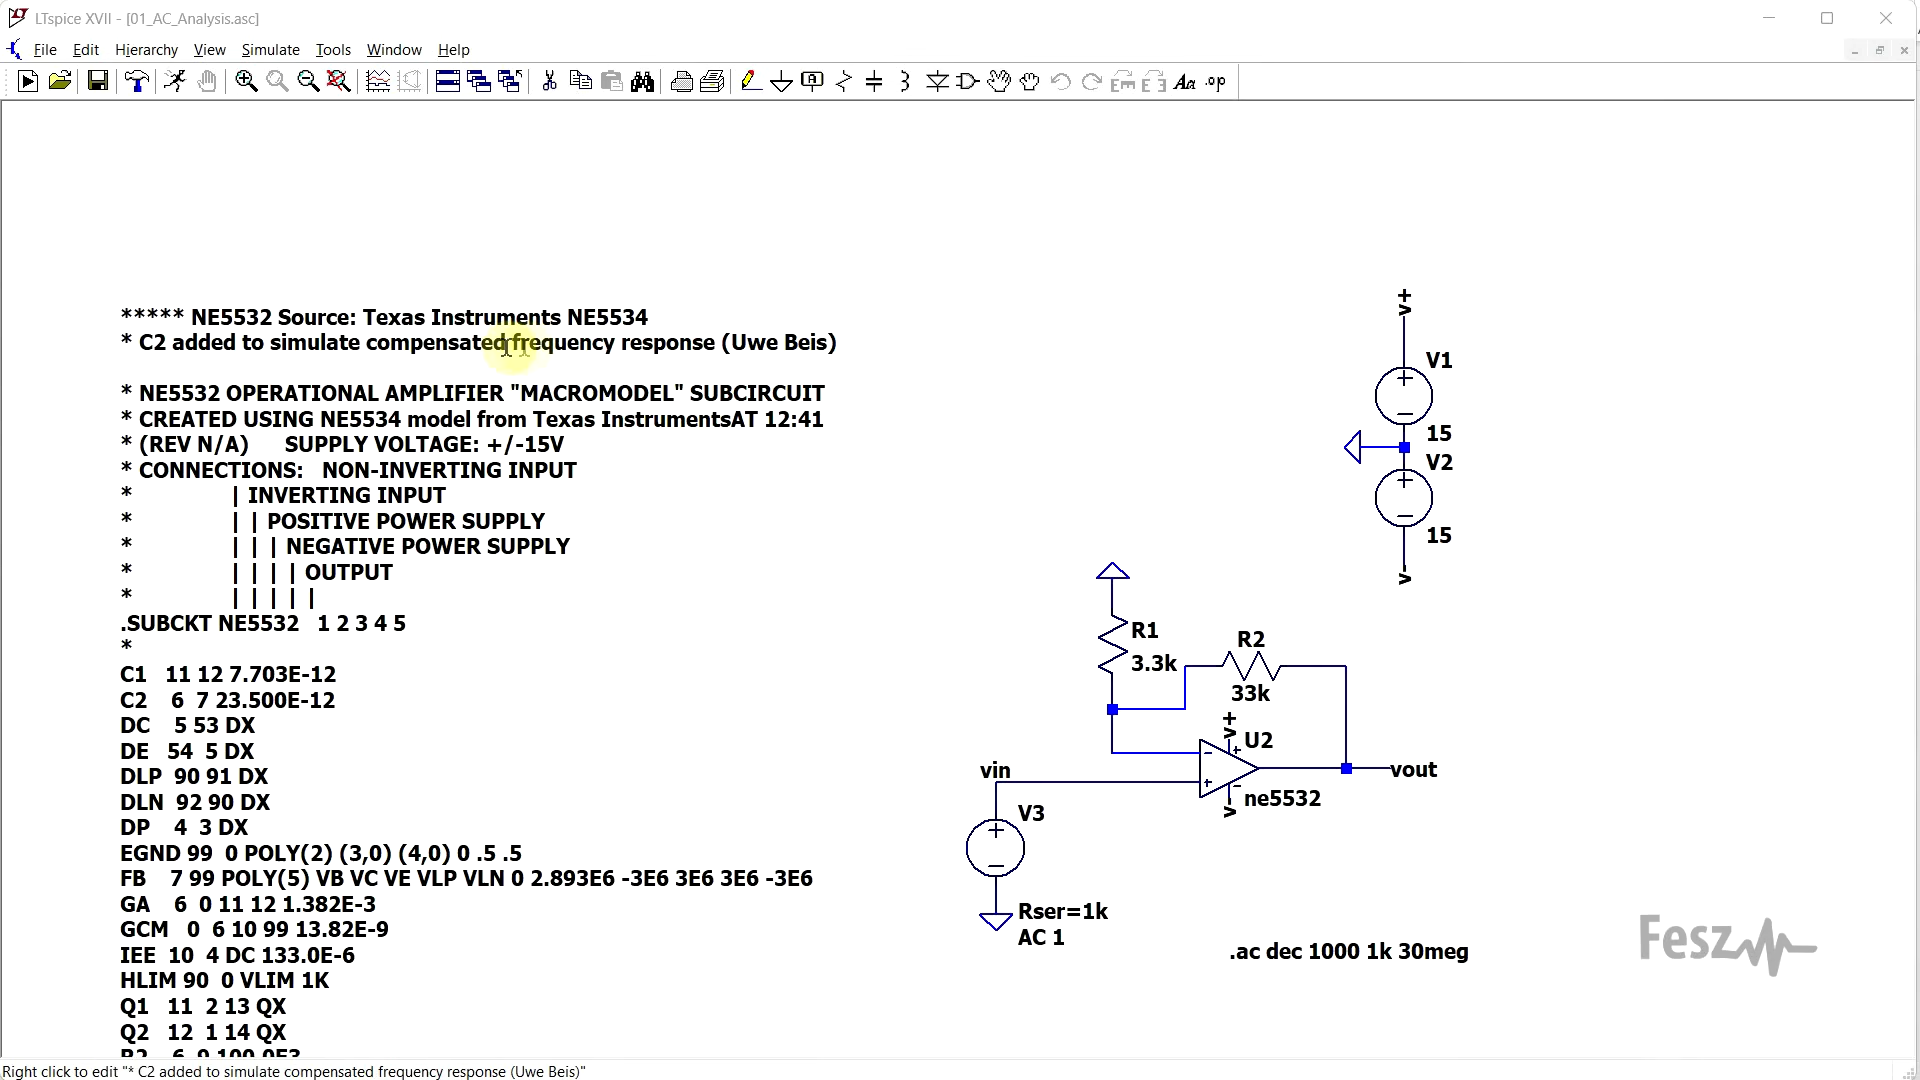 LTspice XVII - [01_AC_Analysis.asc]
File Edit Hierarchy View Simulate Tools Window Help
Aa .op
***** NE5532 Source: Texas Instruments NE5534
* C2 added to simulate compensated frequency response (Uwe Beis)
* NE5532 OPERATIONAL AMPLIFIER "MACROMODEL" SUBCIRCUIT
* CREATED USING NE5534 model from Texas InstrumentsAT 12:41
* (REV N/A) SUPPLY VOLTAGE: +/-15V
* CONNECTIONS: NON-INVERTING INPUT
* | INVERTING INPUT
* | | POSITIVE POWER SUPPLY
* | | | NEGATIVE POWER SUPPLY
* | | | | OUTPUT
* | | | | |
.SUBCKT NE5532 1 2 3 4 5
*
C1 11 12 7.703E-12
C2 6 7 23.500E-12
DC 5 53 DX
DE 54 5 DX
DLP 90 91 DX
DLN 92 90 DX
DP 4 3 DX
EGND 99 0 POLY(2) (3,0) (4,0) 0 .5 .5
FB 7 99 POLY(5) VB VC VE VLP VLN 0 2.893E6 -3E6 3E6 3E6 -3E6
GA 6 0 11 12 1.382E-3
GCM 0 6 10 99 13.82E-9
IEE 10 4 DC 133.0E-6
HLIM 90 0 VLIM 1K
Q1 11 2 13 QX
Q2 12 1 14 QX
R2 6 9 100.0E3
v+
V1
15
V2
15
v-
R1
3.3k
R2
33k
v+
U2
vin
vout
ne5532
v-
V3
Rser=1k
AC 1
.ac dec 1000 1k 30meg
Fesz
Right click to edit "* C2 added to simulate compensated frequency response (Uwe Beis)"